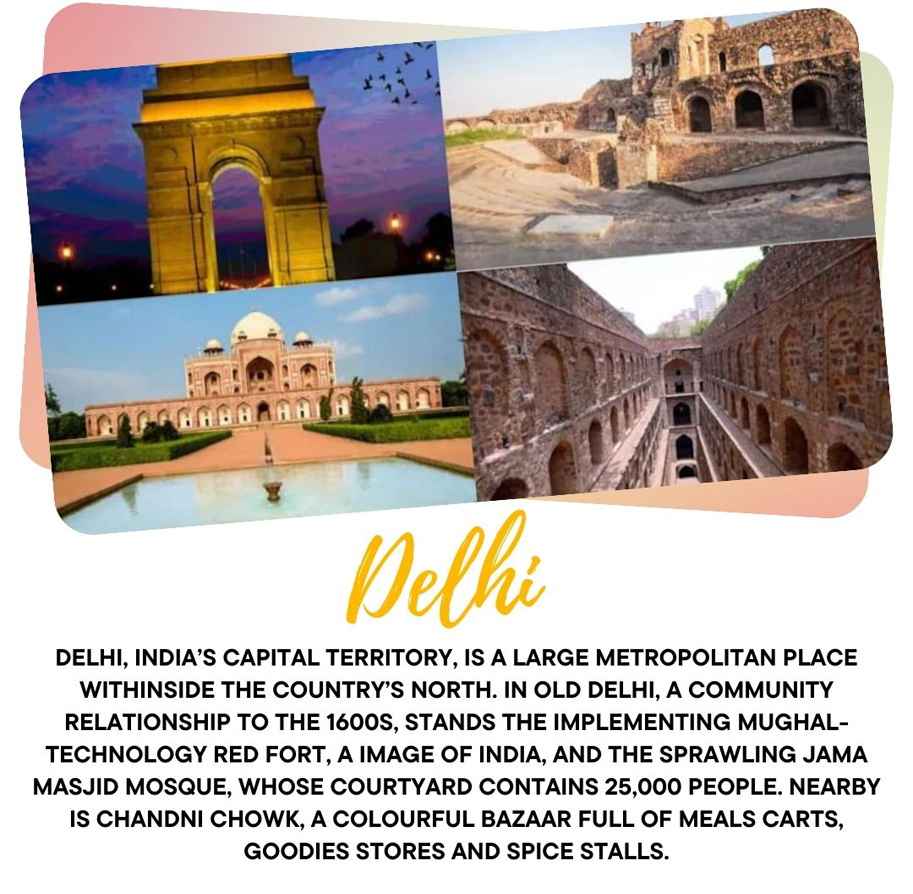 Delhi
DELHI, INDIA’S CAPITAL TERRITORY, IS A LARGE METROPOLITAN PLACE
WITHINSIDE THE COUNTRY’S NORTH. IN OLD DELHI, A COMMUNITY
RELATIONSHIP TO THE 1600S, STANDS THE IMPLEMENTING MUGHAL-
TECHNOLOGY RED FORT, A IMAGE OF INDIA, AND THE SPRAWLING JAMA
MASJID MOSQUE, WHOSE COURTYARD CONTAINS 25,000 PEOPLE. NEARBY
IS CHANDNI CHOWK, A COLOURFUL BAZAAR FULL OF MEALS CARTS,
GOODIES STORES AND SPICE STALLS.